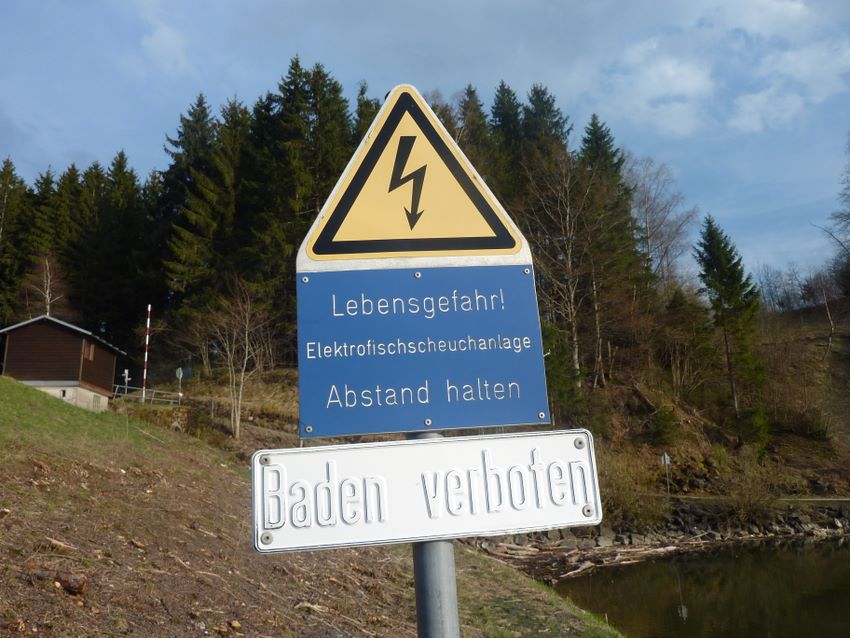 Lebensgefahr!
Elektrofischscheuchanlage
Abstand halten
Baden verboten